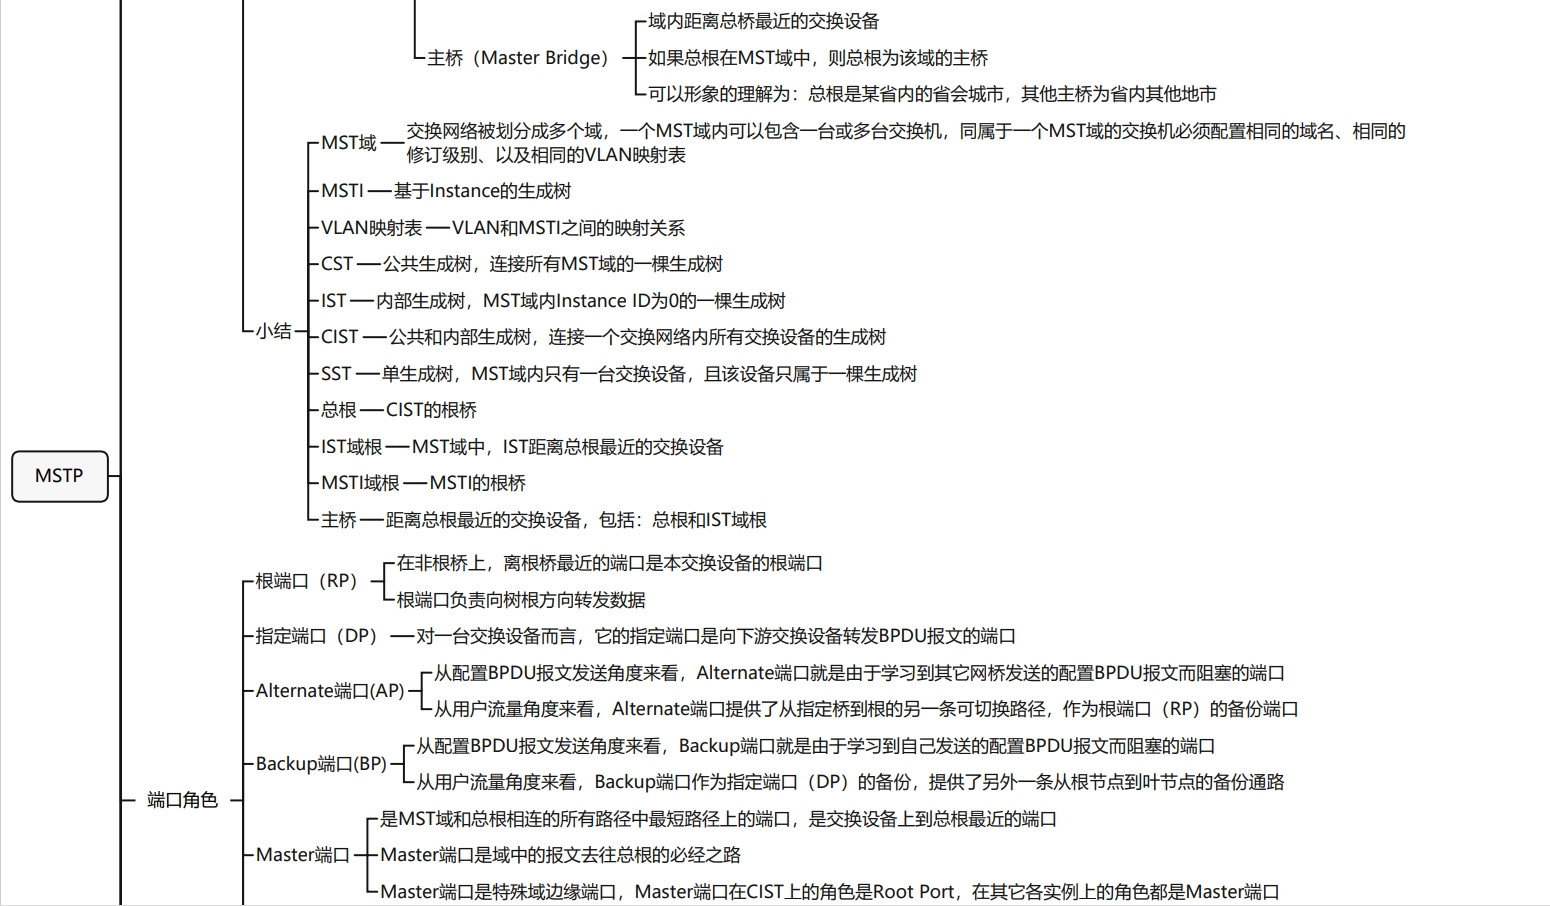 域内距离总桥最近的交换设备
主桥（Master Bridge）
如果总根在MST域中，则总根为该域的主桥
可以形象的理解为：总根是某省内的省会城市，其他主桥为省内其他地市
MST域
交换网络被划分成多个域，一个MST域内可以包含一台或多台交换机，同属于一个MST域的交换机必须配置相同的域名、相同的
修订级别、以及相同的VLAN映射表
MSTI
基于Instance的生成树
VLAN映射表
VLAN和MSTI之间的映射关系
CST
公共生成树，连接所有MST域的一棵生成树
IST
内部生成树，MST域内Instance ID为0的一棵生成树
小结
CIST
公共和内部生成树，连接一个交换网络内所有交换设备的生成树
SST
单生成树，MST域内只有一台交换设备，且该设备只属于一棵生成树
总根
CIST的根桥
IST域根
MST域中，IST距离总根最近的交换设备
MSTP
MSTI域根
MSTI的根桥
主桥
距离总根最近的交换设备，包括：总根和IST域根
根端口（RP）
在非根桥上，离根桥最近的端口是本交换设备的根端口
根端口负责向树根方向转发数据
指定端口（DP）
对一台交换设备而言，它的指定端口是向下游交换设备转发BPDU报文的端口
Alternate端口(AP)
从配置BPDU报文发送角度来看，Alternate端口就是由于学习到其它网桥发送的配置BPDU报文而阻塞的端口
从用户流量角度来看，Alternate端口提供了从指定桥到根的另一条可切换路径，作为根端口（RP）的备份端口
Backup端口(BP)
从配置BPDU报文发送角度来看，Backup端口就是由于学习到自己发送的配置BPDU报文而阻塞的端口
从用户流量角度来看，Backup端口作为指定端口（DP）的备份，提供了另外一条从根节点到叶节点的备份通路
端口角色
Master端口
是MST域和总根相连的所有路径中最短路径上的端口，是交换设备上到总根最近的端口
Master端口是域中的报文去往总根的必经之路
Master端口是特殊域边缘端口，Master端口在CIST上的角色是Root Port，在其它各实例上的角色都是Master端口